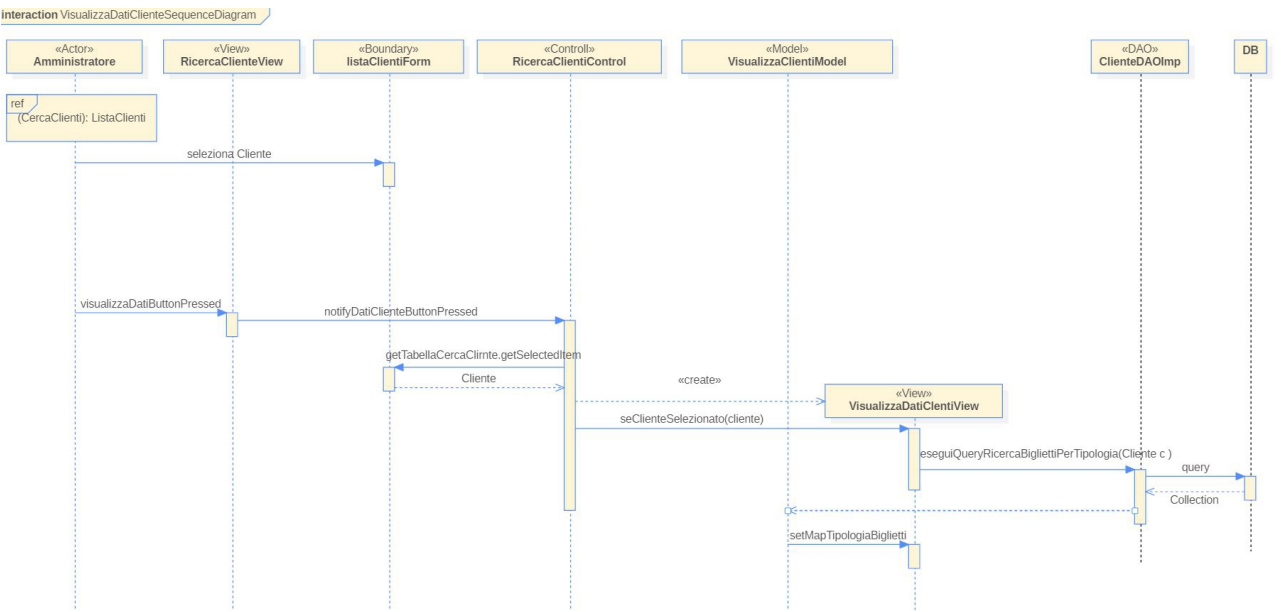 interaction VisualizzaDatiClienteSequenceDiagram
«Actor»
Amministratore
«View»
RicercaClienteView
«Boundary»
listaClientiForm
«Controll»
RicercaClientiControl
«Model»
VisualizzaClientiModel
«DAO»
ClienteDAOImp
DB
ref
(CercaClienti): ListaClienti
seleziona Cliente
visualizzaDatiButtonPressed
notifyDatiClienteButtonPressed
getTabellaCercaClirnte.getSelectedItem
Cliente
«create»
«View»
VisualizzaDatiClentiView
seClienteSelezionato(cliente)
eseguiQueryRicercaBigliettiPerTipologia(Cliente c )
query
Collection
setMapTipologiaBiglietti